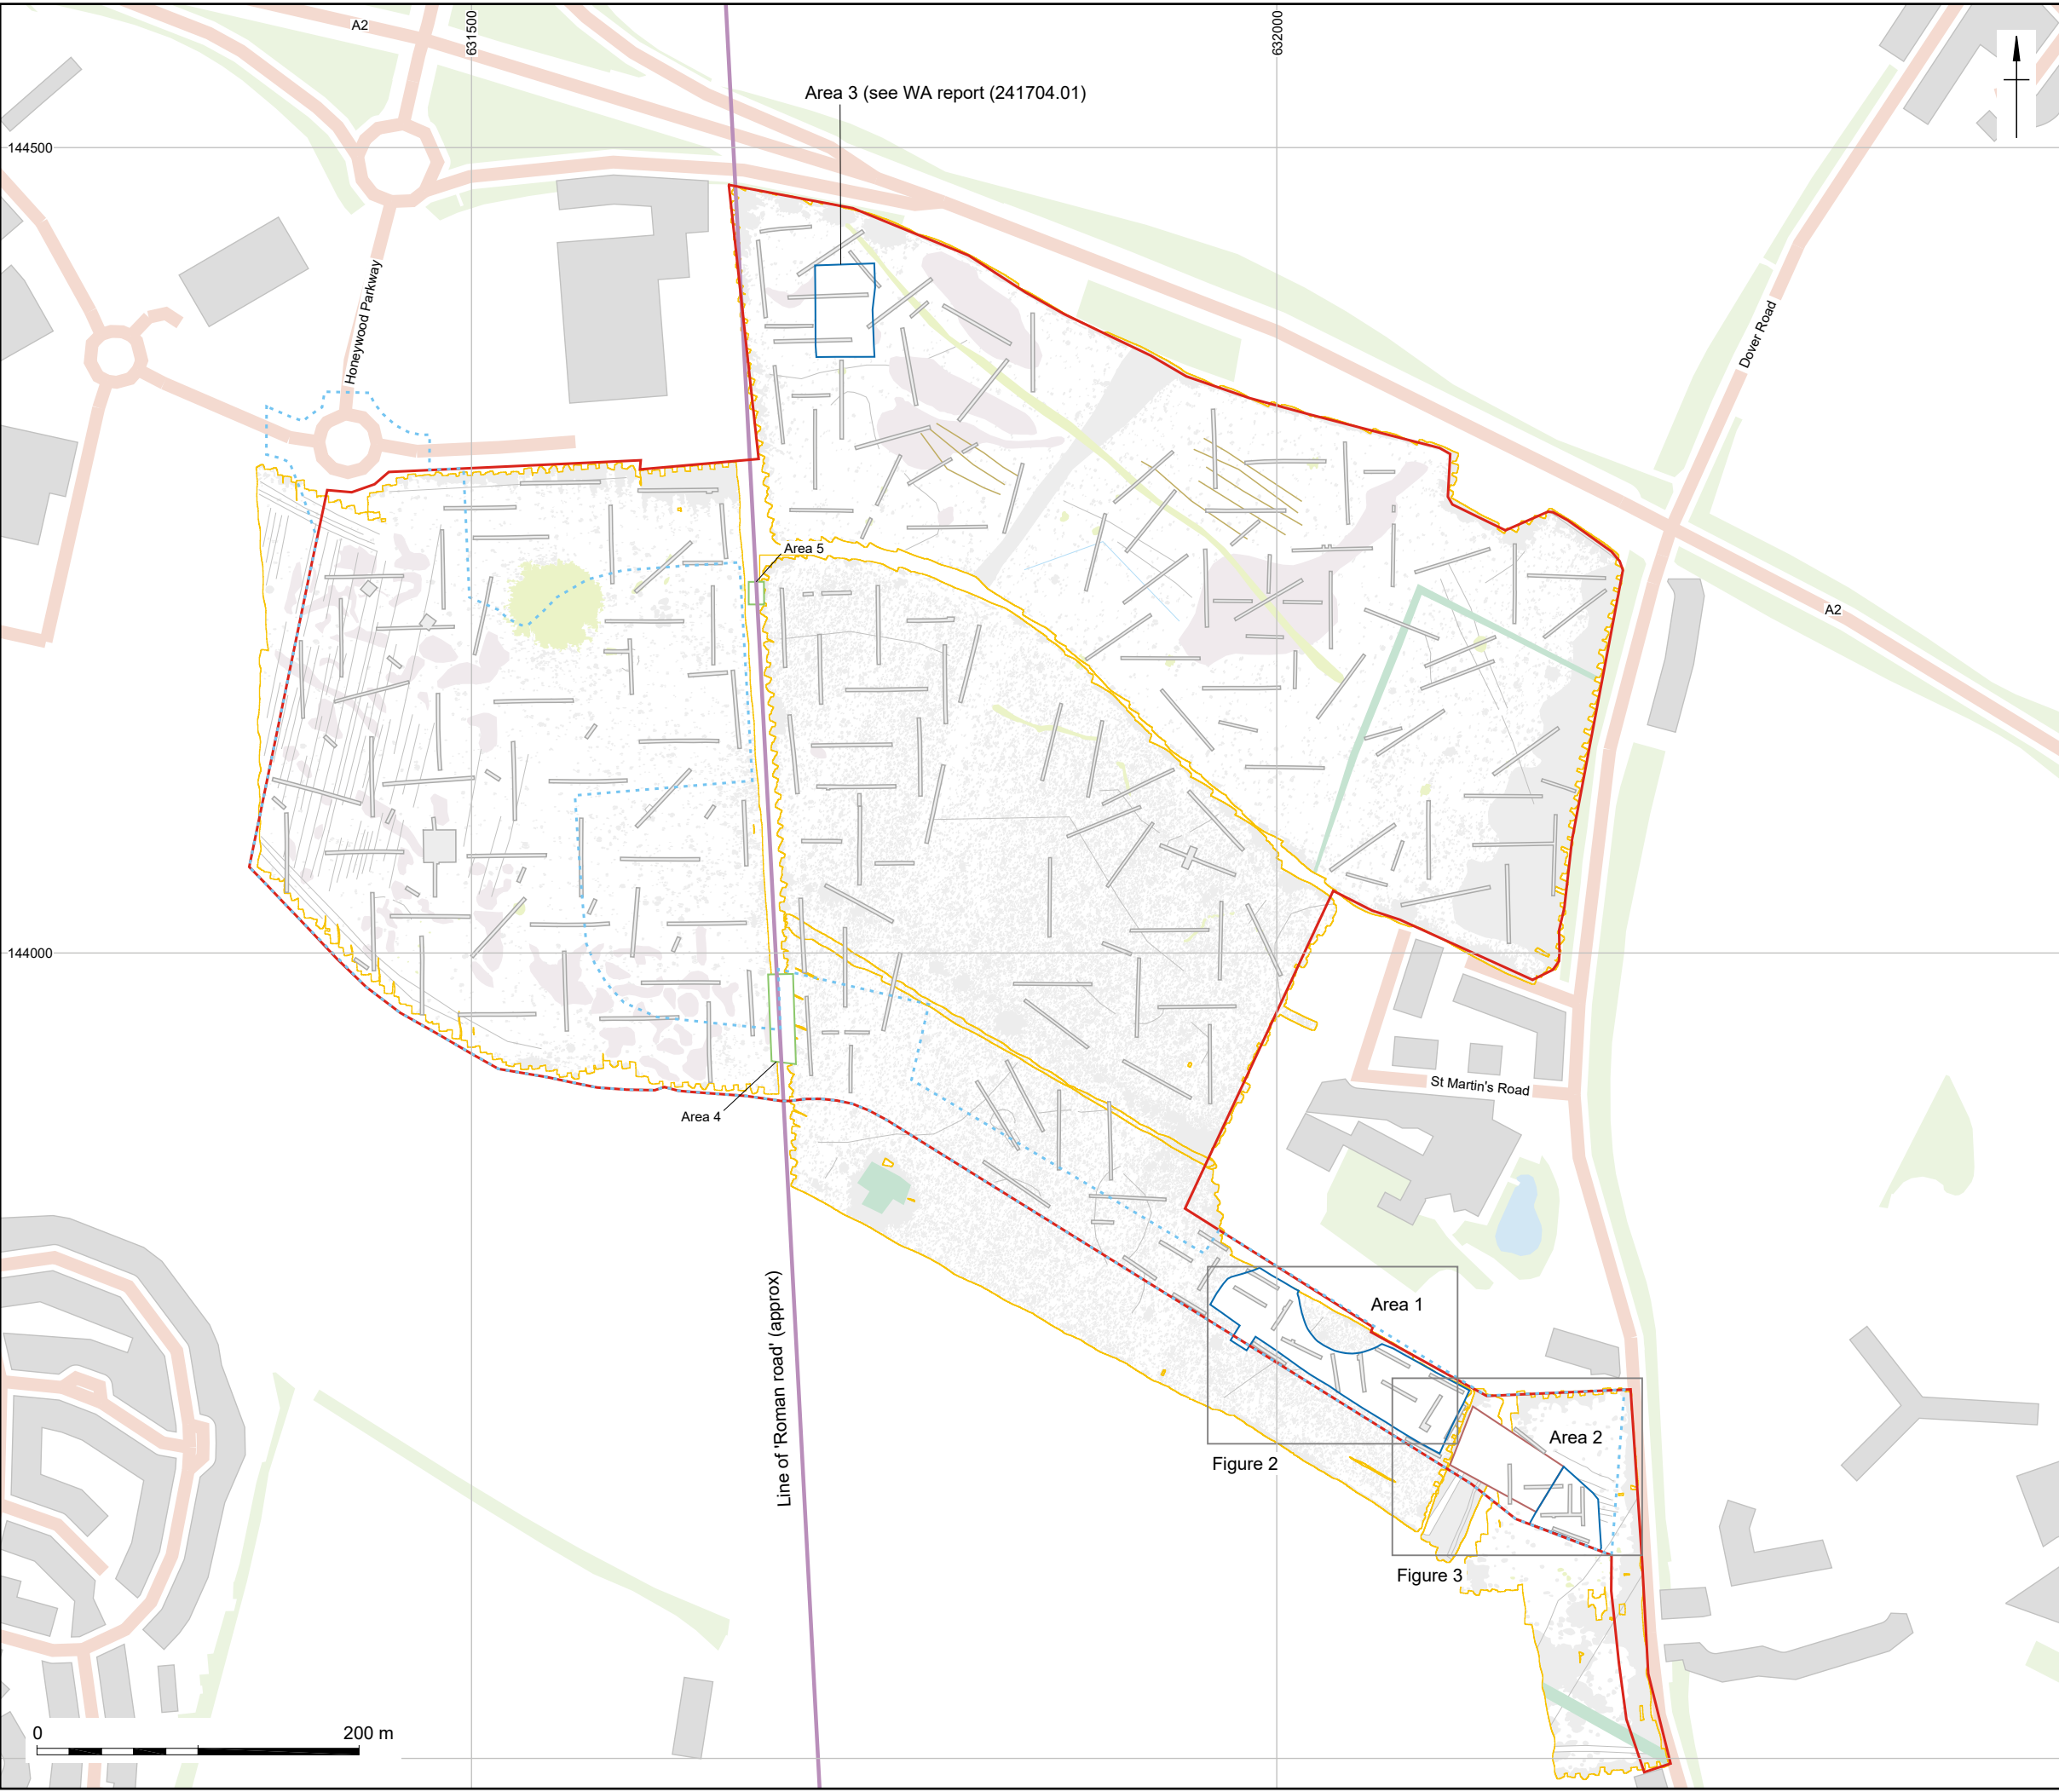 A2
631500
632000
Area 3 (see WA report (241704.01)
144500
Honeywood Parkway
Dover Road
Area 5
A2
144000
St Martin's Road
Area 4
Line of 'Roman road' (approx)
Area 1
Area 2
Figure 2
Figure 3
0 200 m